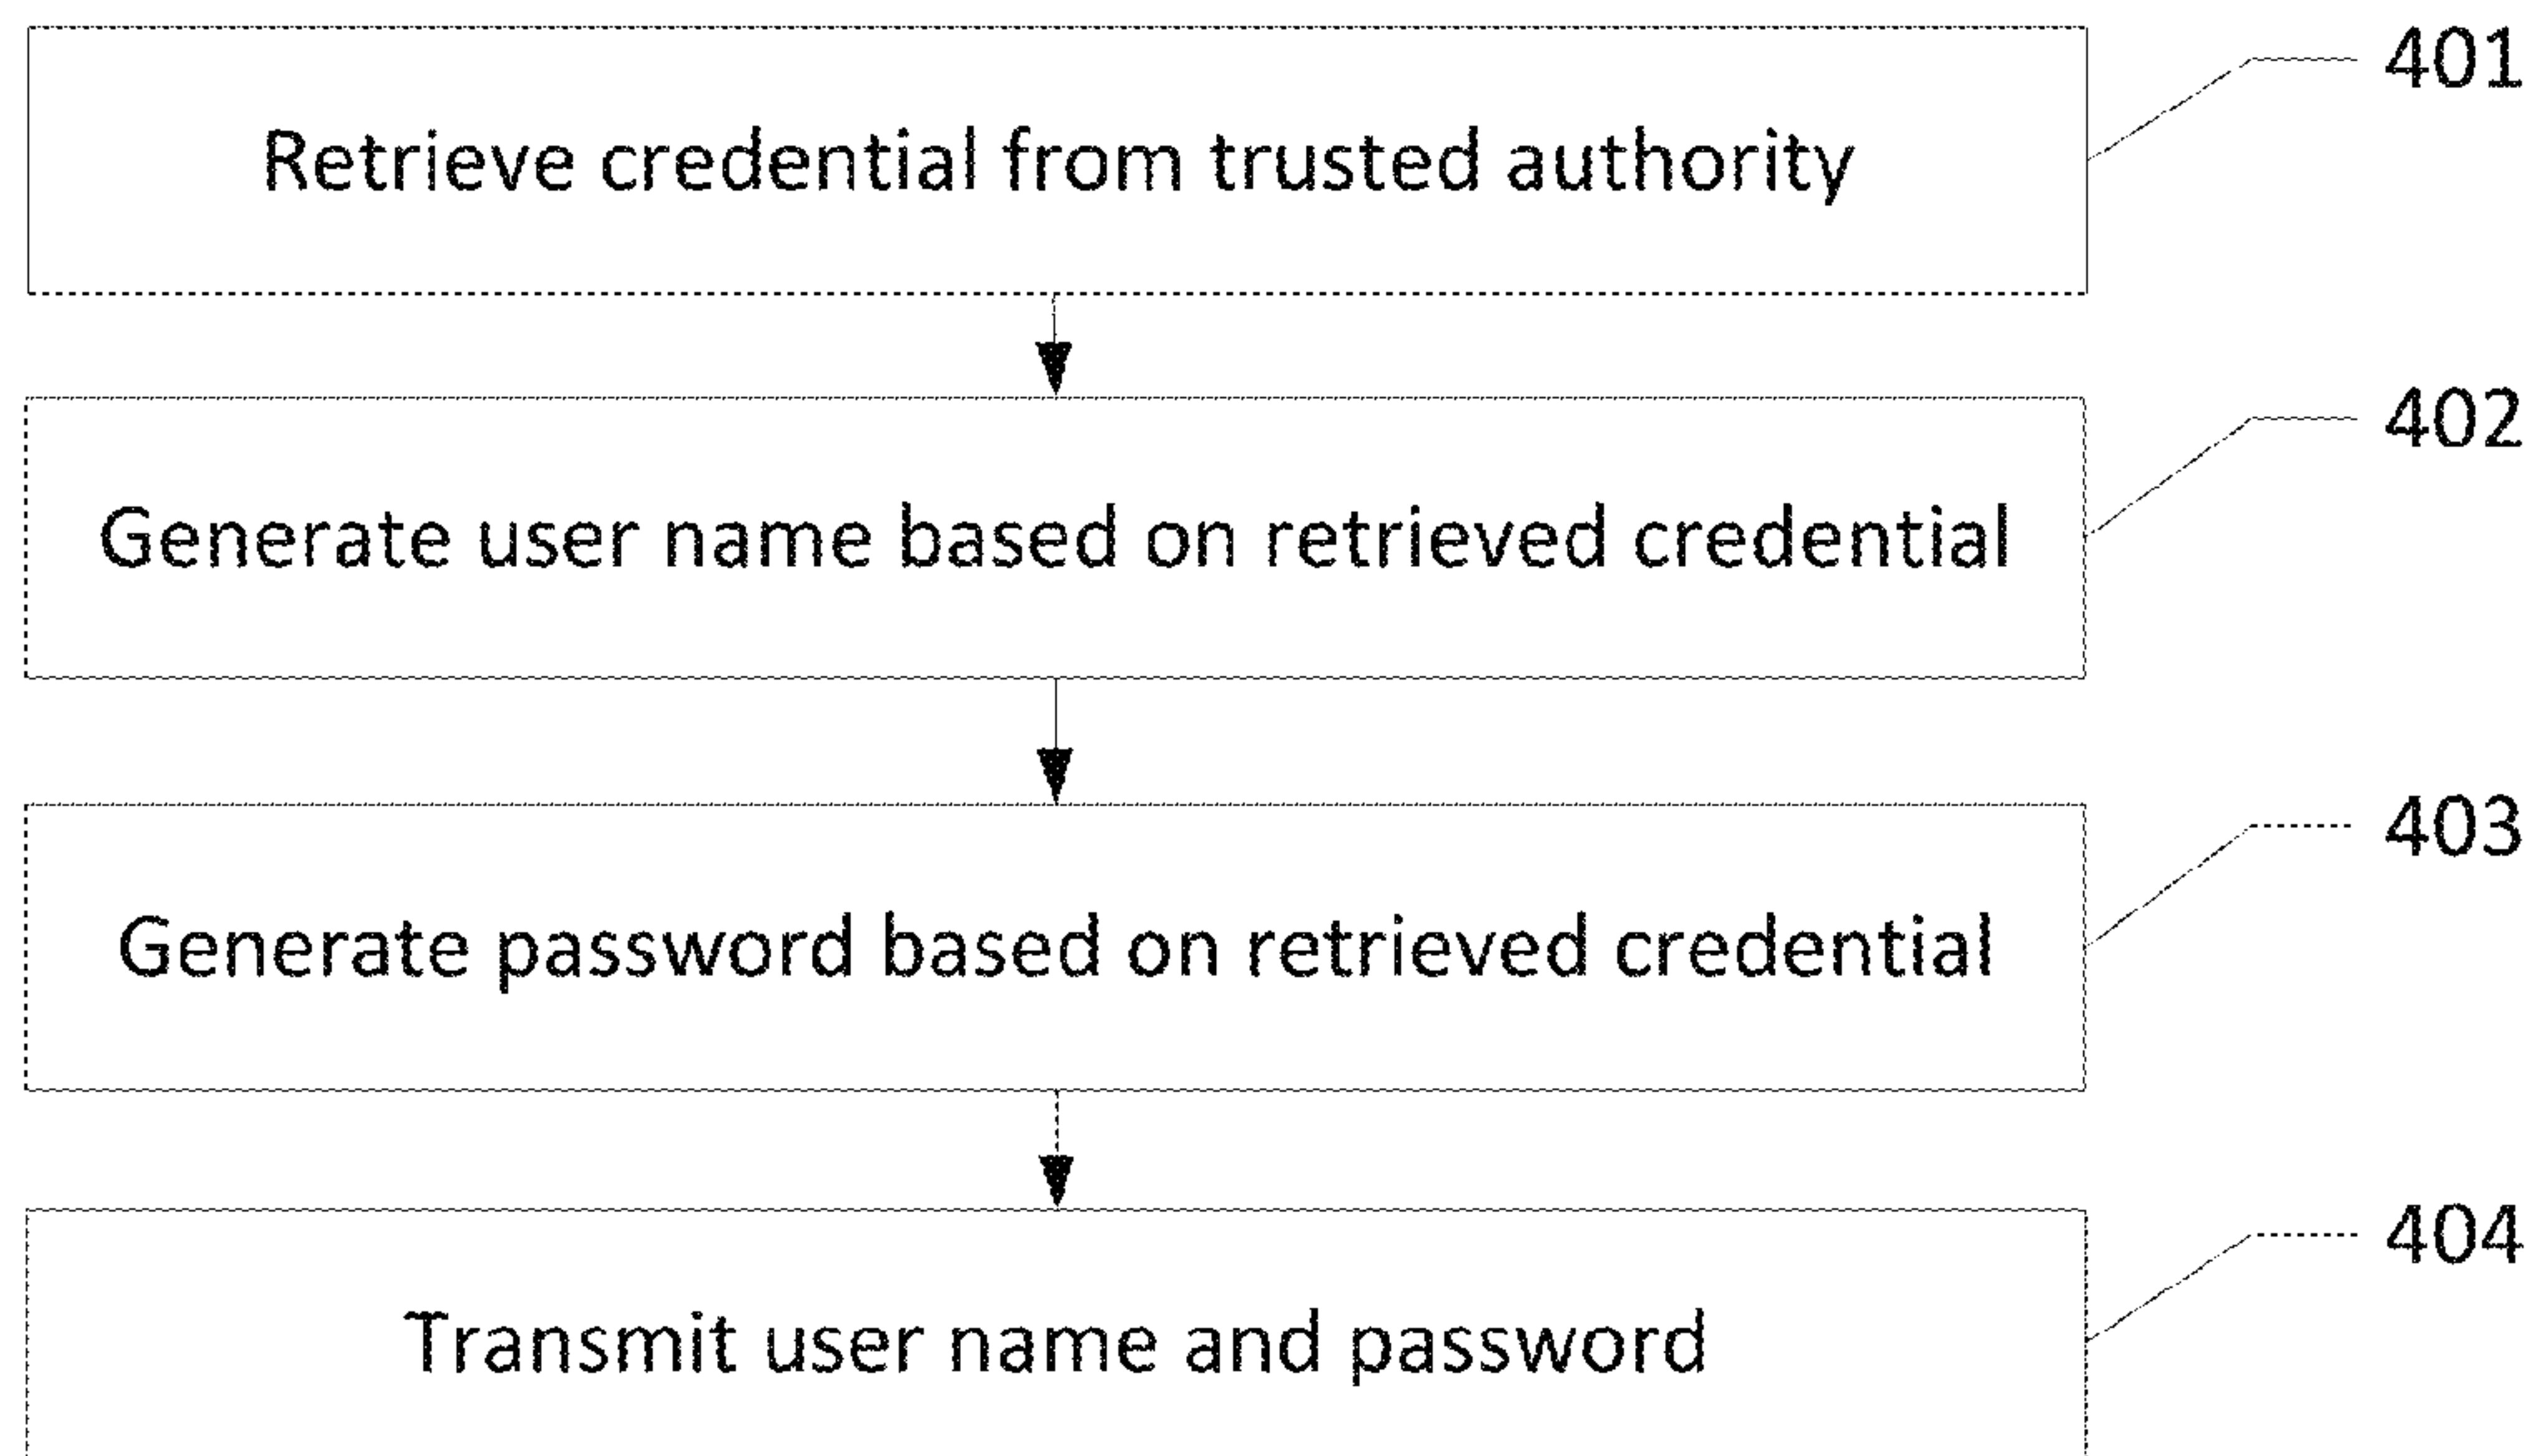 401
Retrieve credential from trusted authority
402
Generate user name based on retrieved credential
403
Generate password based on retrieved credential
404
Transmit user name and password